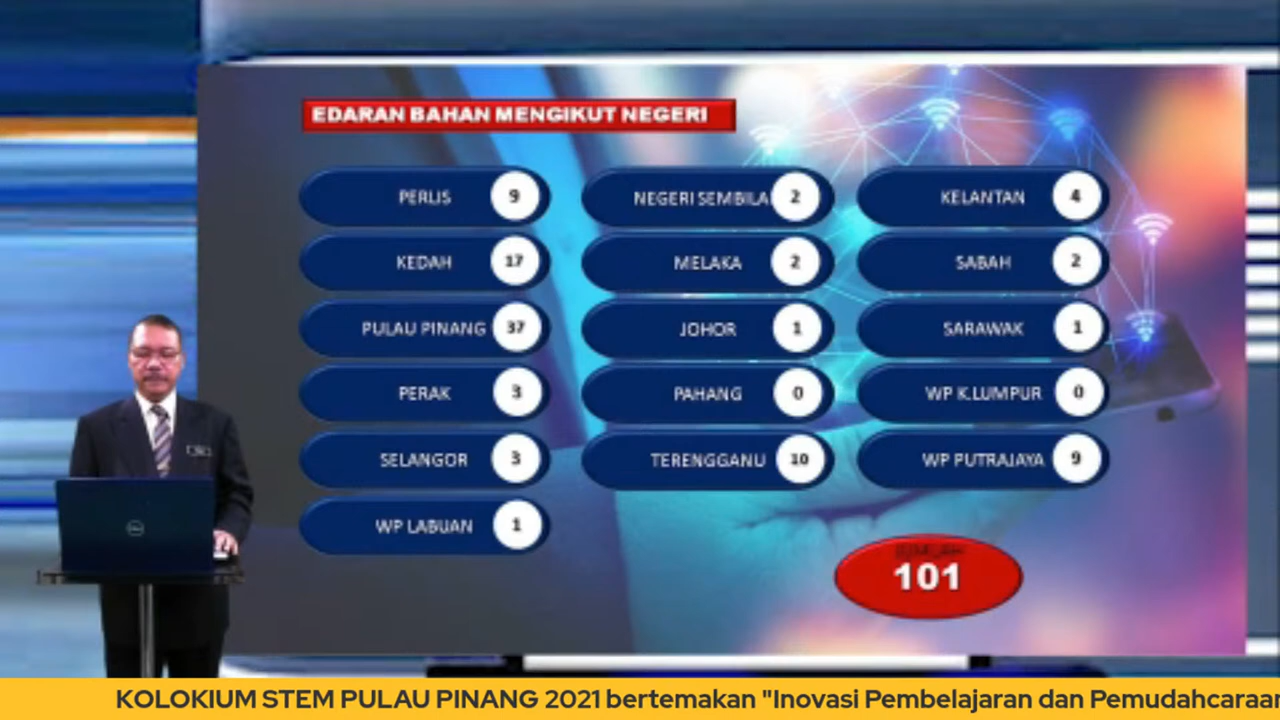 EDARAN BAHAN MENGIKUT NEGERI
PERLIS 9
KEDAH 17
PULAU PINANG 37
PERAK 3
SELANGOR 3
WP LABUAN 1
NEGERI SEMBILA 2
MELAKA 2
JOHOR 1
PAHANG 0
TERENGGANU 10
KELANTAN 4
SABAH 2
SARAWAK 1
WP K.LUMPUR 0
WP PUTRAJAYA 9
JUMLAH
101
DELL
KOLOKIUM STEM PULAU PINANG 2021 bertemakan "Inovasi Pembelajaran dan Pemudahcaraan